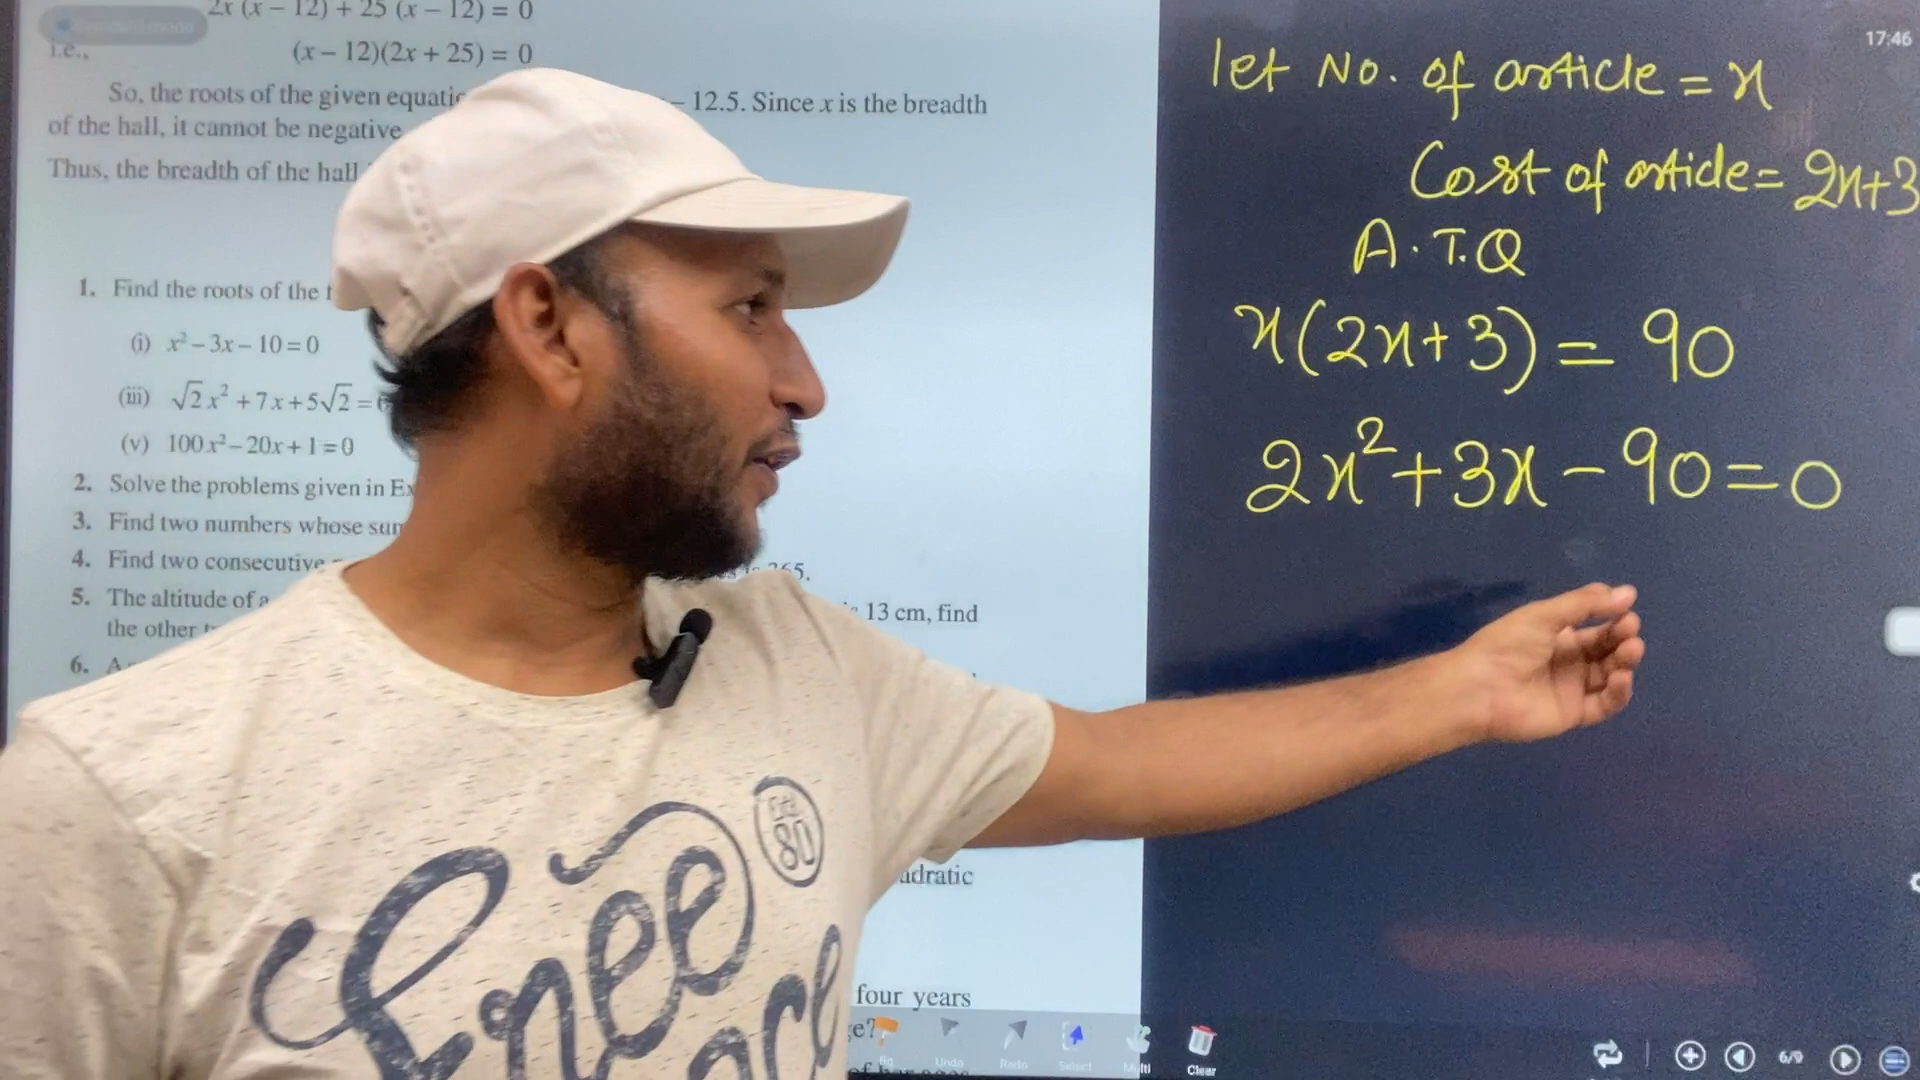 2x (x – 12) + 25 (x – 12) = 0
i.e., (x – 12)(2x + 25) = 0
So, the roots of the given – 12.5. Since x is the breadth
of the hall, it cannot be negative
Thus, the breadth of the hall
1. Find the roots of the
(i) x² – 3x – 10 = 0
(iii) √2 x² + 7x + 5√2 =
(v) 100x² – 20x + 1 = 0
2. Solve the problems given in
3. Find two numbers whose
4. Find two consecutive 365.
5. The altitude of 13 cm, find
the other
6.
four years
let No. of article = x
Cost of article = 2x+3
A.T.Q
x(2x+3) = 90
2x²+3x-90=0
17:46
Estd
80
Undo Redo Select Multi Clear
6/9